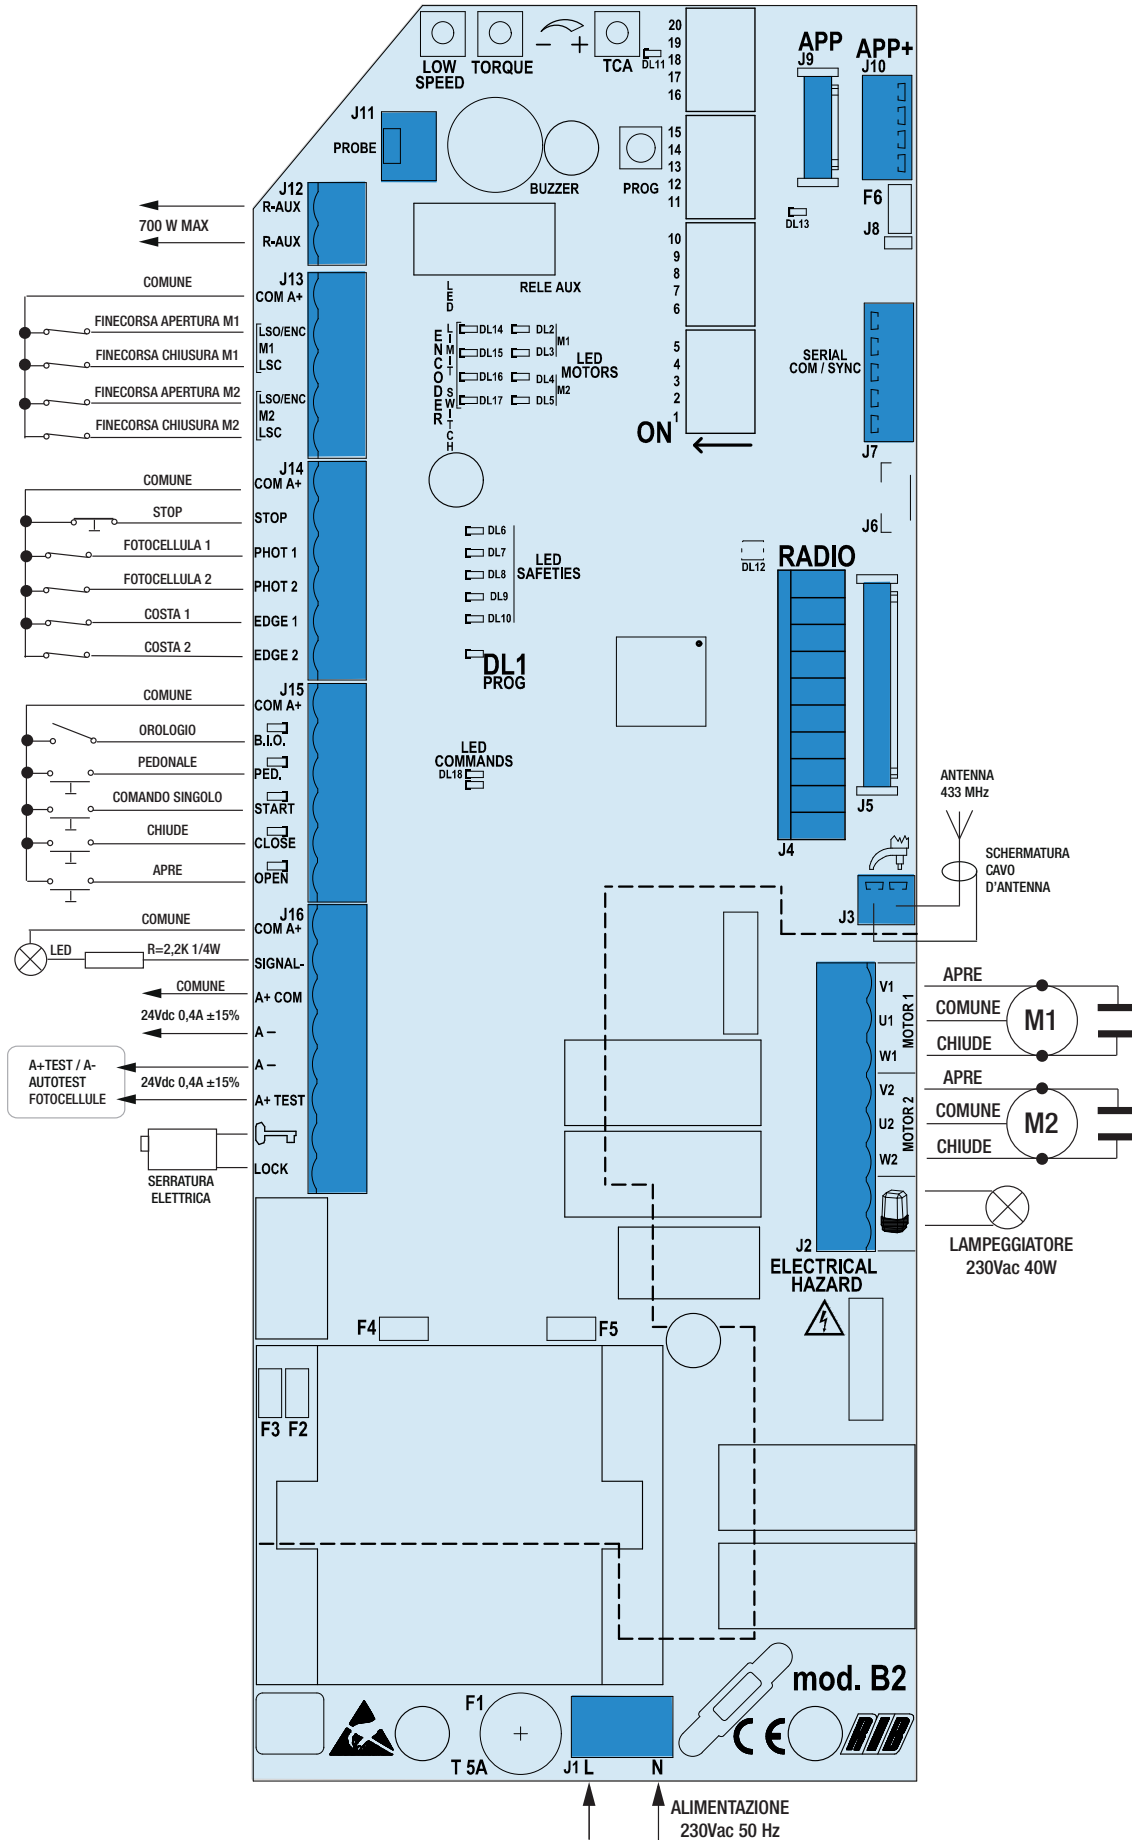 LOW
SPEED
TORQUE
− +
TCA
DL11
20
19
18
17
16
APP
J9
APP+
J10
J11
PROBE
BUZZER
PROG
15
14
13
12
11
DL13
F6
J8
J12
R-AUX
700 W MAX
R-AUX
RELE AUX
10
9
8
7
6
COMUNE
J13
COM A+
FINECORSA APERTURA M1
LSO/ENC
M1
FINECORSA CHIUSURA M1
LSC
FINECORSA APERTURA M2
LSO/ENC
M2
FINECORSA CHIUSURA M2
LSC
LED
LIMIT SWITCH
ENCODER
DL14
DL15
DL16
DL17
DL2
DL3
M1
DL4
DL5
M2
LED
MOTORS
5
4
3
2
1
ON
SERIAL
COM / SYNC
J7
J6
COMUNE
J14
COM A+
STOP
STOP
FOTOCELLULA 1
PHOT 1
FOTOCELLULA 2
PHOT 2
COSTA 1
EDGE 1
COSTA 2
EDGE 2
DL6
DL7
DL8
DL9
DL10
LED
SAFETIES
DL1
PROG
DL12
RADIO
J5
J4
COMUNE
J15
COM A+
OROLOGIO
B.I.O.
PEDONALE
PED.
COMANDO SINGOLO
START
CHIUDE
CLOSE
APRE
OPEN
LED
COMMANDS
DL18
ANTENNA
433 MHz
SCHERMATURA
CAVO
D'ANTENNA
J3
COMUNE
J16
COM A+
LED
R=2,2K 1/4W
SIGNAL-
COMUNE
A+ COM
24Vdc 0,4A ±15%
A −
A+TEST / A-
AUTOTEST
FOTOCELLULE
A −
24Vdc 0,4A ±15%
A+ TEST
LOCK
SERRATURA
ELETTRICA
V1
U1
W1
MOTOR 1
APRE
COMUNE
CHIUDE
M1
V2
U2
W2
MOTOR 2
APRE
COMUNE
CHIUDE
M2
J2
LAMPEGGIATORE
230Vac 40W
ELECTRICAL
HAZARD
F4
F5
F3
F2
mod. B2
F1
T 5A
J1
L
N
CE
RIB
ALIMENTAZIONE
230Vac 50 Hz